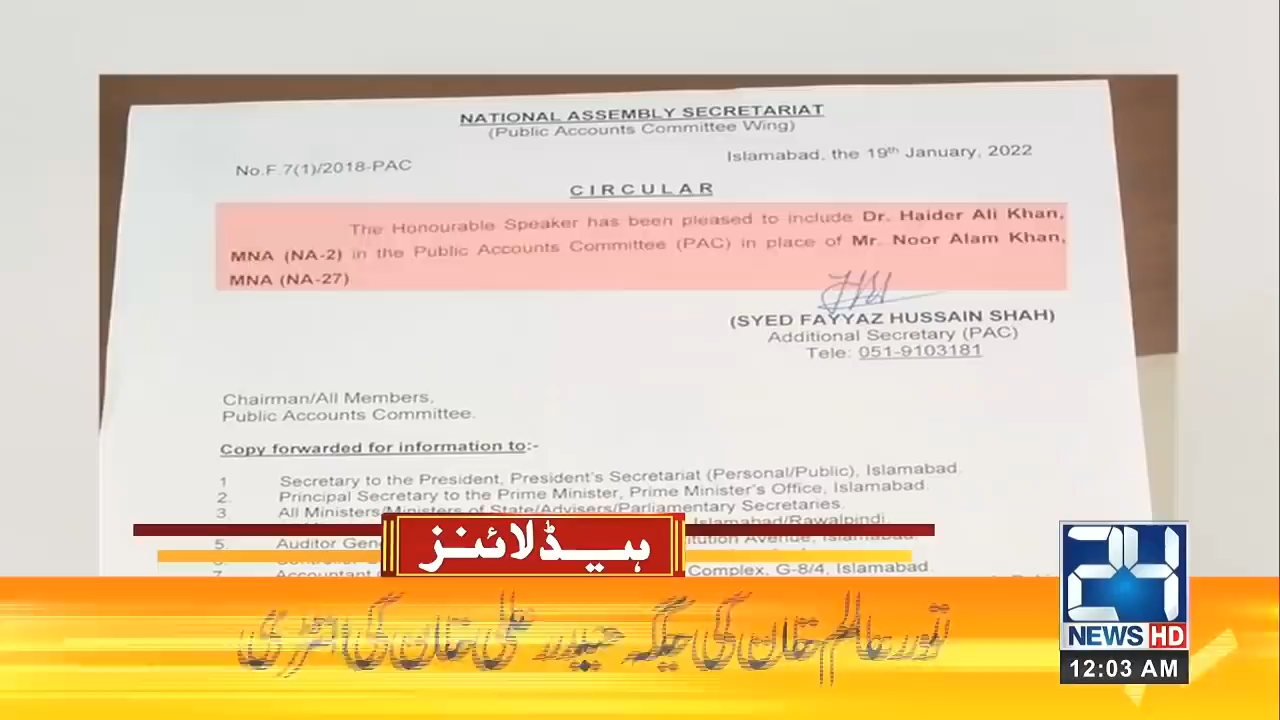 NATIONAL ASSEMBLY SECRETARIAT
(Public Accounts Committee Wing)
No.F.7(1)/2018-PAC
Islamabad, the 19th January, 2022
CIRCULAR
The Honourable Speaker has been pleased to include Dr. Haider Ali Khan,
MNA (NA-2) in the Public Accounts Committee (PAC) in place of Mr. Noor Alam Khan,
MNA (NA-27)
(SYED FAYYAZ HUSSAIN SHAH)
Additional Secretary (PAC)
Tele: 051-9103181
Chairman/All Members,
Public Accounts Committee.
Copy forwarded for information to:-
1 Secretary to the President, President's Secretariat (Personal/Public), Islamabad.
2. Principal Secretary to the Prime Minister, Prime Minister's Office, Islamabad.
3. All Ministers/Ministers of State/Advisers/Parliamentary Secretaries.
Islamabad/Rawalpindi.
5. Auditor Avenue, Islamabad.
7. Accountant Complex, G-8/4, Islamabad.
ہیڈلائنز
نور عالم خان کی جگہ حیدر علی خان کی انٹری
24
NEWS HD
12:03 AM